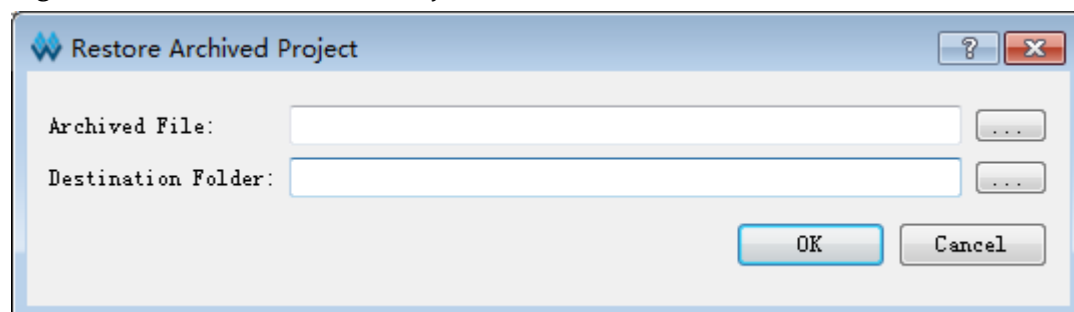 Restore Archived Project
?
Archived File:
...
Destination Folder:
...
OK Cancel